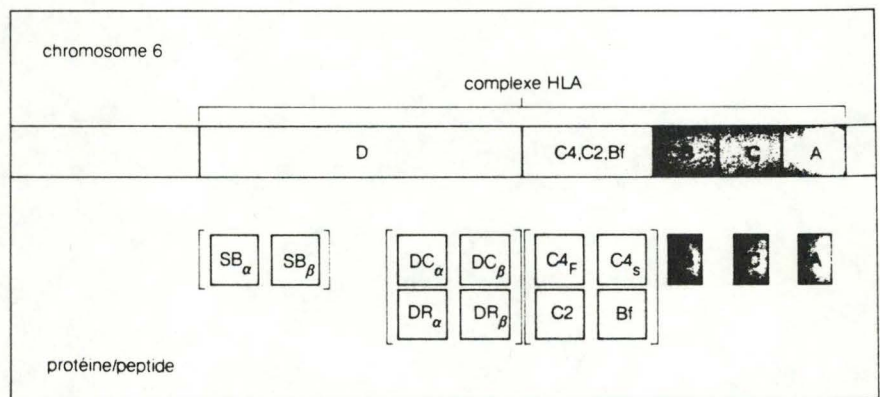 chromosome 6
complexe HLA
D C4,C2,Bf B C A
SBα SBβ DCα DCβ C4F C4s A
DRα DRβ C2 Bf
protéine/peptide